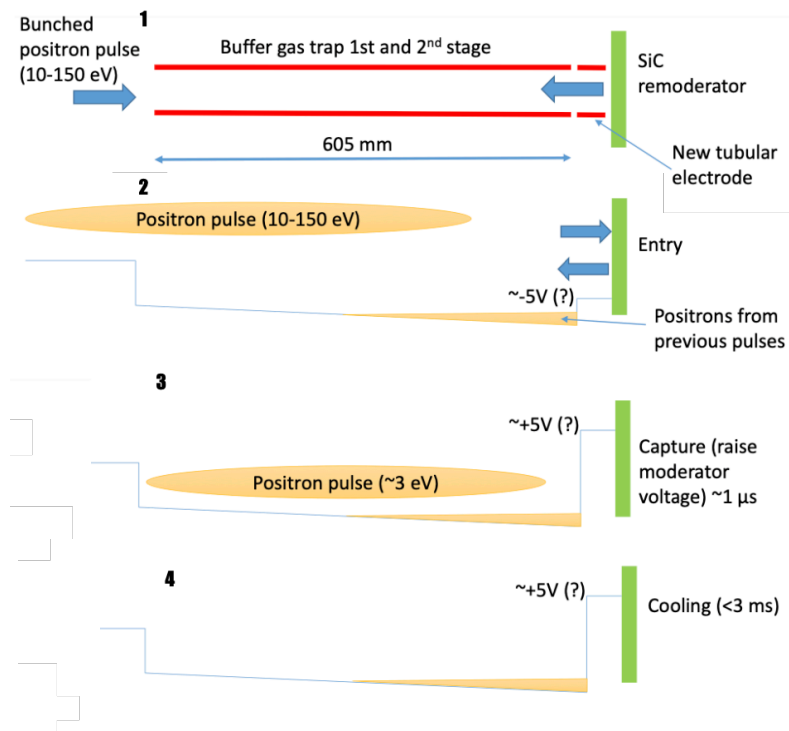 1
Bunched
positron pulse
(10-150 eV)
Buffer gas trap 1st and 2nd stage
SiC
remoderator
605 mm
New tubular
electrode
2
Positron pulse (10-150 eV)
Entry
~-5V (?)
Positrons from
previous pulses
3
~+5V (?)
Positron pulse (~3 eV)
Capture (raise
moderator
voltage) ~1 μs
4
~+5V (?)
Cooling (<3 ms)